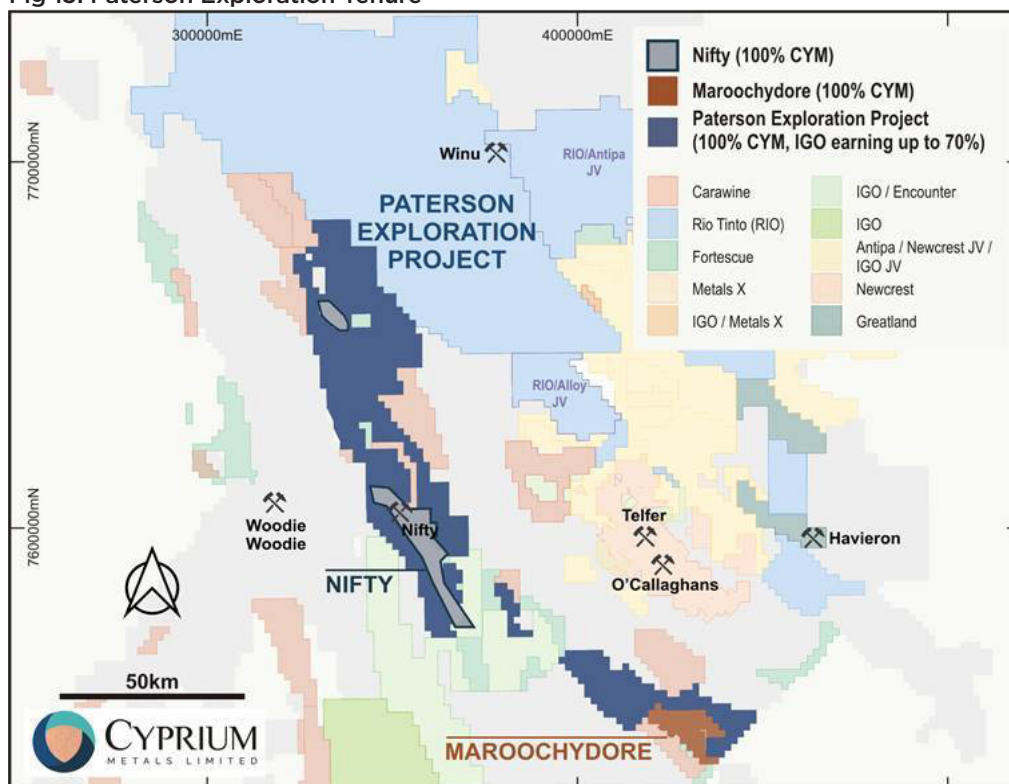 Fig 13. Paterson Exploration Tenure
300000mE
400000mE
7700000mN
7600000mN
Nifty (100% CYM)
Maroochydore (100% CYM)
Paterson Exploration Project
(100% CYM, IGO earning up to 70%)
Carawine
Rio Tinto (RIO)
Fortescue
Metals X
IGO / Metals X
IGO / Encounter
IGO
Antipa / Newcrest JV /
IGO JV
Newcrest
Greatland
Winu
RIO/Antipa
JV
PATERSON
EXPLORATION
PROJECT
RIO/Alloy
JV
Woodie
Woodie
Nifty
Telfer
O'Callaghans
Havieron
NIFTY
50km
CYPRIUM
METALS LIMITED
MAROOCHYDORE